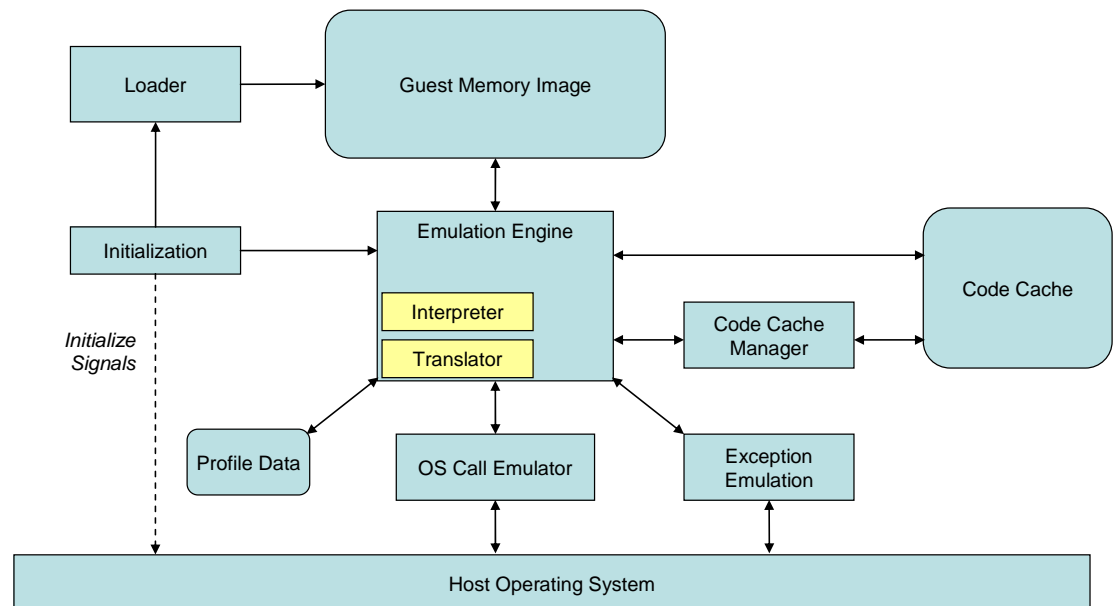 Loader
Guest Memory Image
Initialization
Emulation Engine
Interpreter
Translator
Code Cache
Code Cache
Manager
Initialize
Signals
Profile Data
OS Call Emulator
Exception
Emulation
Host Operating System